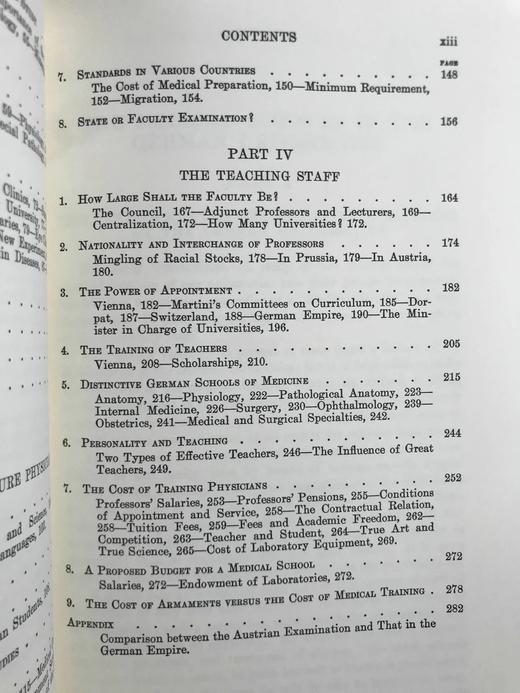 CONTENTS xiii
PAGE
7. STANDARDS IN VARIOUS COUNTRIES . . . . . . . . . . 148
The Cost of Medical Preparation, 150—Minimum Requirement,
152—Migration, 154.
8. STATE OR FACULTY EXAMINATION? . . . . . . . . . 156
PART IV
THE TEACHING STAFF
1. HOW LARGE SHALL THE FACULTY BE? . . . . . . . . . 164
The Council, 167—Adjunct Professors and Lecturers, 169—
Centralization, 172—How Many Universities? 172.
2. NATIONALITY AND INTERCHANGE OF PROFESSORS . . . . . . 174
Mingling of Racial Stocks, 178—In Prussia, 179—In Austria,
180.
3. THE POWER OF APPOINTMENT . . . . . . . . . . . 182
Vienna, 182—Martini's Committees on Curriculum, 185—Dor-
pat, 187—Switzerland, 188—German Empire, 190—The Min-
ister in Charge of Universities, 196.
4. THE TRAINING OF TEACHERS . . . . . . . . . . . 205
Vienna, 208—Scholarships, 210.
5. DISTINCTIVE GERMAN SCHOOLS OF MEDICINE . . . . . . . 215
Anatomy, 216—Physiology, 222—Pathological Anatomy, 223—
Internal Medicine, 226—Surgery, 230—Ophthalmology, 239—
Obstetrics, 241—Medical and Surgical Specialties, 242.
6. PERSONALITY AND TEACHING . . . . . . . . . . . 244
Two Types of Effective Teachers, 246—The Influence of Great
Teachers, 249.
7. THE COST OF TRAINING PHYSICIANS . . . . . . . . . 252
Professors' Salaries, 253—Professors' Pensions, 255—Conditions
of Appointment and Service, 258—The Contractual Relation,
258—Tuition Fees, 259—Fees and Academic Freedom, 262—
Competition, 263—Teacher and Student, 264—True Art and
True Science, 265—Cost of Laboratory Equipment, 269.
8. A PROPOSED BUDGET FOR A MEDICAL SCHOOL . . . . . . . 272
Salaries, 272—Endowment of Laboratories, 272.
9. THE COST OF ARMAMENTS VERSUS THE COST OF MEDICAL TRAINING . 278
APPENDIX . . . . . . . . . . . . . . . 282
Comparison between the Austrian Examination and That in the
German Empire.